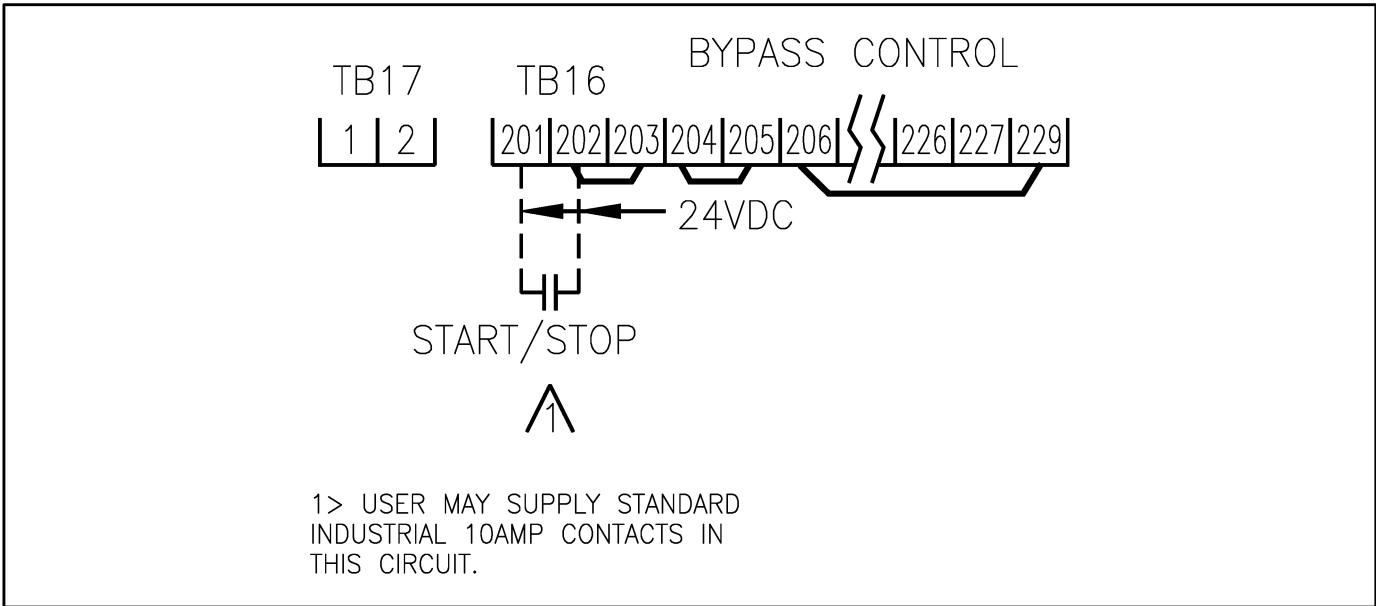 BYPASS CONTROL
TB17 TB16
1 2 201 202 203 204 205 206 226 227 229
24VDC
START/STOP
1
1> USER MAY SUPPLY STANDARD
INDUSTRIAL 10AMP CONTACTS IN
THIS CIRCUIT.